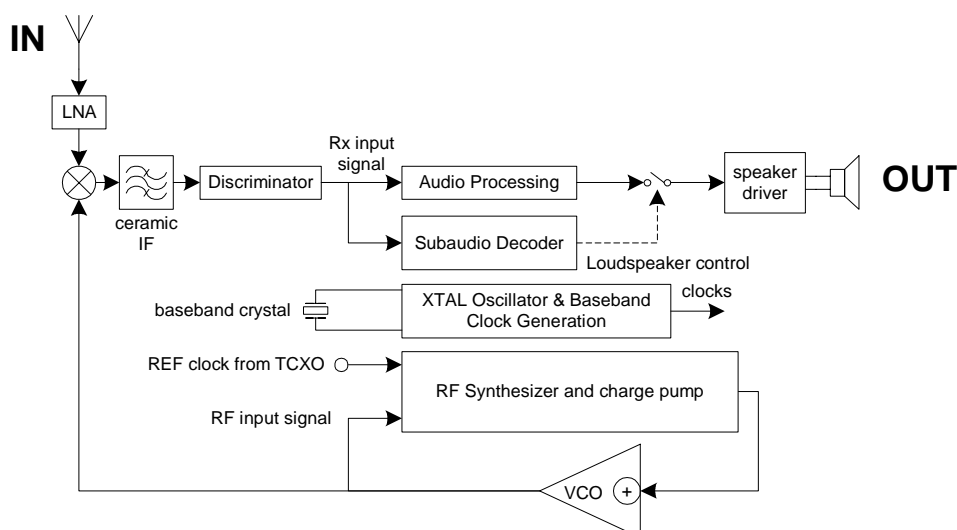 IN
LNA
Rx input
signal
Discriminator
Audio Processing
speaker
driver
OUT
ceramic
IF
Subaudio Decoder
Loudspeaker control
baseband crystal
XTAL Oscillator & Baseband
Clock Generation
clocks
REF clock from TCXO
RF Synthesizer and charge pump
RF input signal
VCO
+